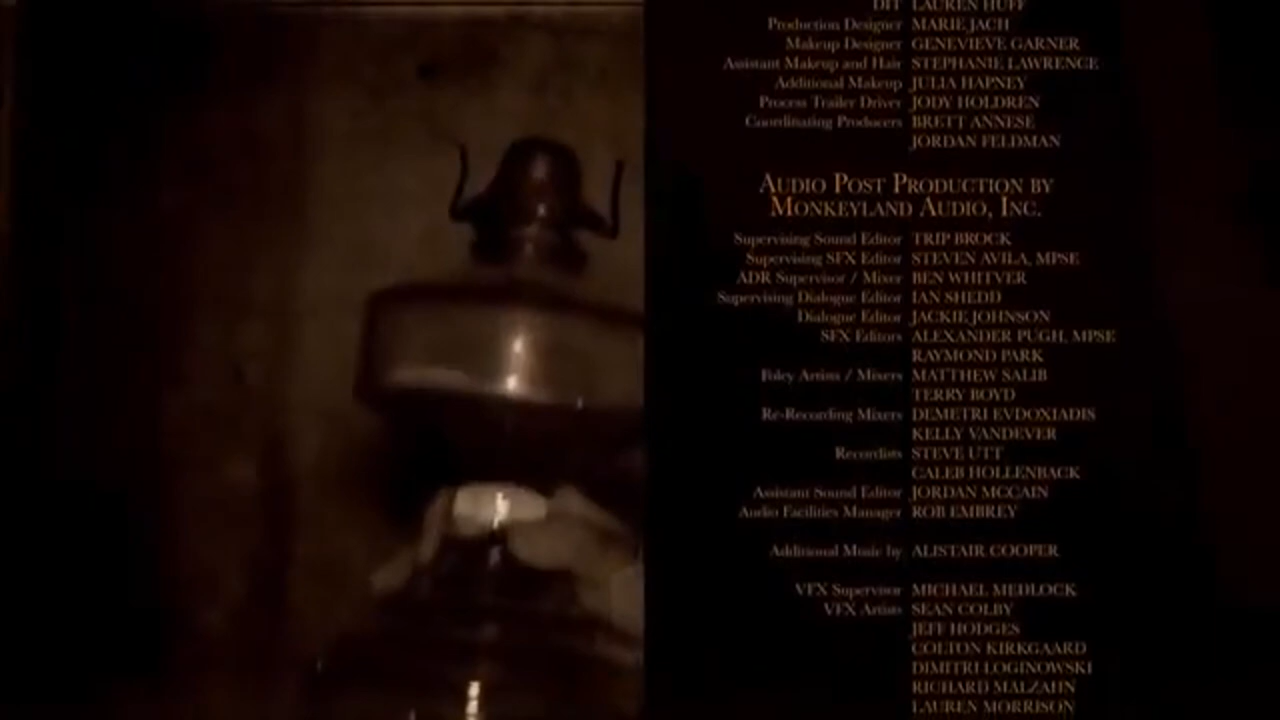 DIT LAUREN HUFF
Production Designer MARIE JACH
Makeup Designer GENEVIEVE GARNER
Assistant Makeup and Hair STEPHANIE LAWRENCE
Additional Makeup JULIA HAPNEY
Process Trailer Driver JODY HOLDREN
Coordinating Producers BRETT ANNESE
JORDAN FELDMAN
AUDIO POST PRODUCTION BY
MONKEYLAND AUDIO, INC.
Supervising Sound Editor TRIP BROCK
Supervising SFX Editor STEVEN AVILA, MPSE
ADR Supervisor / Mixer BEN WHITVER
Supervising Dialogue Editor IAN SHEDD
Dialogue Editor JACKIE JOHNSON
SFX Editors ALEXANDER PUGH, MPSE
RAYMOND PARK
Foley Artists / Mixers MATTHEW SALIB
TERRY BOYD
Re-Recording Mixers DEMETRI EVDOXIADIS
KELLY VANDEVER
Recordists STEVE UTT
CALEB HOLLENBACK
Assistant Sound Editor JORDAN MCCAIN
Audio Facilities Manager ROB EMBREY
Additional Music by ALISTAIR COOPER
VFX Supervisor MICHAEL MEDLOCK
VFX Artists SEAN COLBY
JEFF HODGES
COLTON KIRKGAARD
DIMITRI LOGINOWSKI
RICHARD MALZAHN
LAUREN MORRISON